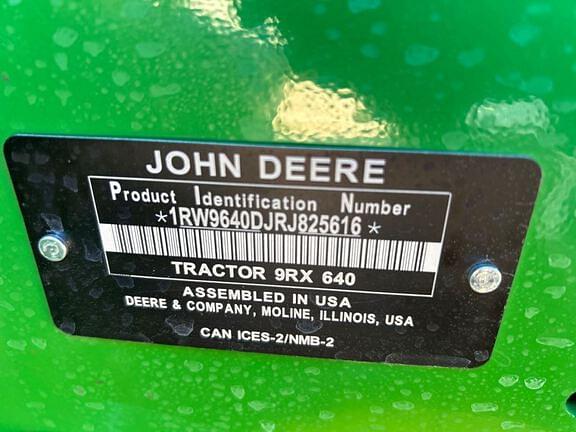 JOHN DEERE
Product Identification Number
*1RW9640DJRJ825616*
TRACTOR 9RX 640
ASSEMBLED IN USA
DEERE & COMPANY, MOLINE, ILLINOIS, USA
CAN ICES-2/NMB-2